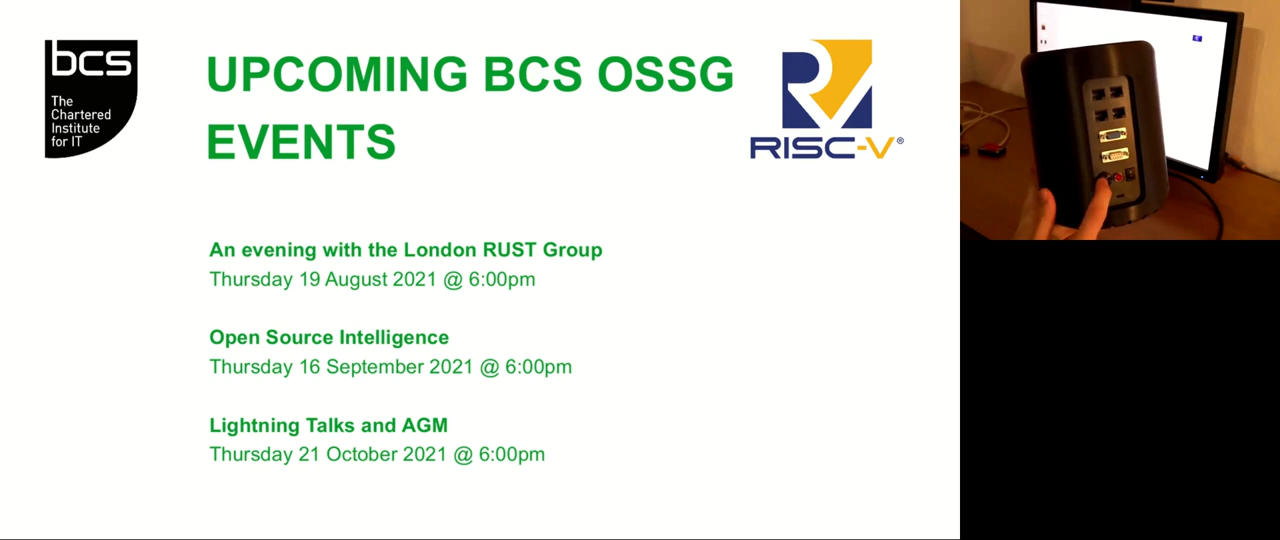 bcs
The
Chartered
Institute
for IT
UPCOMING BCS OSSG
EVENTS
RISC-V®
An evening with the London RUST Group
Thursday 19 August 2021 @ 6:00pm
Open Source Intelligence
Thursday 16 September 2021 @ 6:00pm
Lightning Talks and AGM
Thursday 21 October 2021 @ 6:00pm